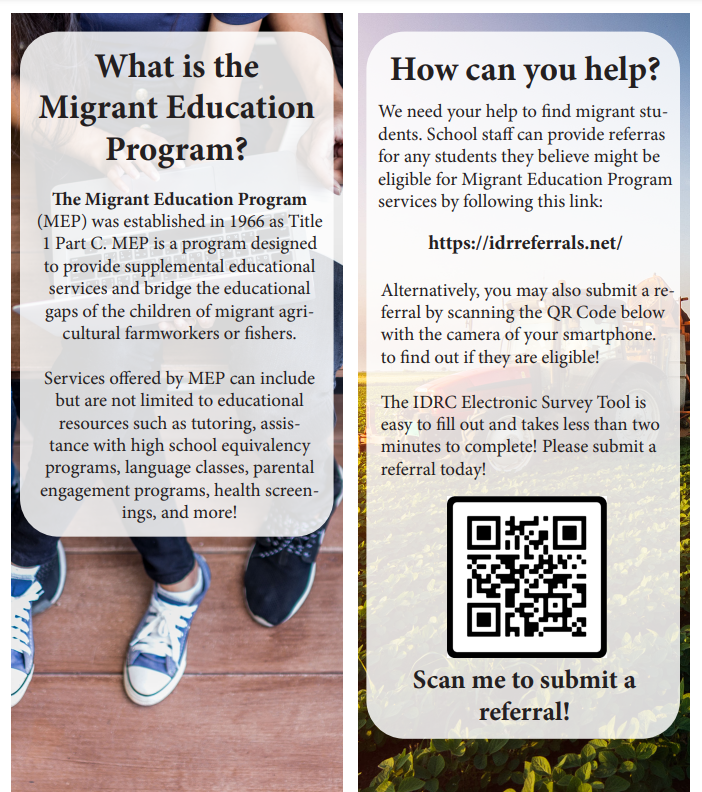 What is the
Migrant Education
Program?
The Migrant Education Program
(MEP) was established in 1966 as Title
1 Part C. MEP is a program designed
to provide supplemental educational
services and bridge the educational
gaps of the children of migrant agri-
cultural farmworkers or fishers.
Services offered by MEP can include
but are not limited to educational
resources such as tutoring, assis-
tance with high school equivalency
programs, language classes, parental
engagement programs, health screen-
ings, and more!
How can you help?
We need your help to find migrant stu-
dents. School staff can provide referras
for any students they believe might be
eligible for Migrant Education Program
services by following this link:
https://idrreferrals.net/
Alternatively, you may also submit a re-
ferral by scanning the QR Code below
with the camera of your smartphone.
to find out if they are eligible!
The IDRC Electronic Survey Tool is
easy to fill out and takes less than two
minutes to complete! Please submit a
referral today!
Scan me to submit a
referral!